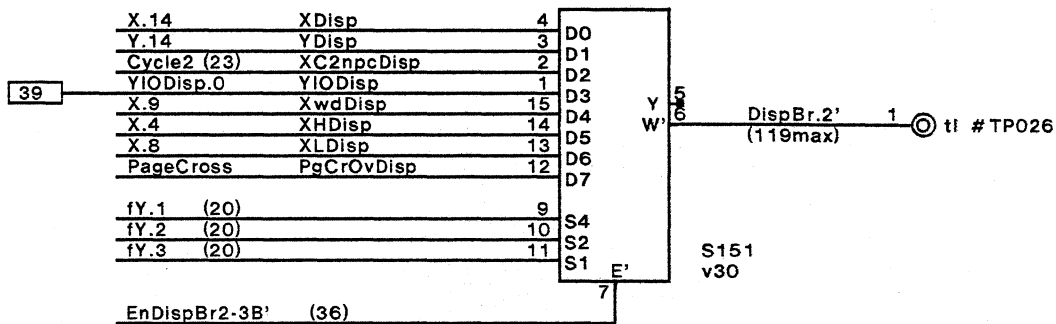 X.14 XDisp 4 D0
Y.14 YDisp 3 D1
Cycle2 (23) XC2npcDisp 2 D2
39 YIODisp.0 YIODisp 1 D3
X.9 XwdDisp 15 D4
X.4 XHDisp 14 D5
X.8 XLDisp 13 D6
PageCross PgCrOvDisp 12 D7
Y 5
W' 6 DispBr.2' 1 tl #TP026
(119max)
fY.1 (20) 9 S4
fY.2 (20) 10 S2
fY.3 (20) 11 S1
E'
7
S151
v30
EnDispBr2-3B' (36)